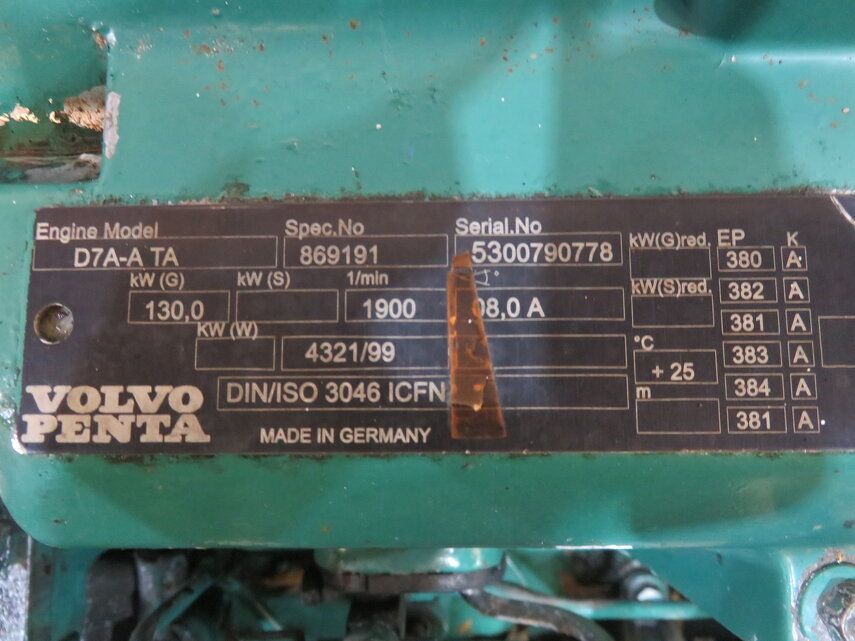 Engine Model Spec.No Serial.No kW(G)red. EP K
D7A-A TA 869191 5300790778 380 A
kW (G) kW (S) 1/min ° kW(S)red. 382 A
130,0 1900 08,0 A 381 A
kW (W) °C
4321/99 + 25 383 A
DIN/ISO 3046 ICFN m 384 A
VOLVO
PENTA MADE IN GERMANY 381 A